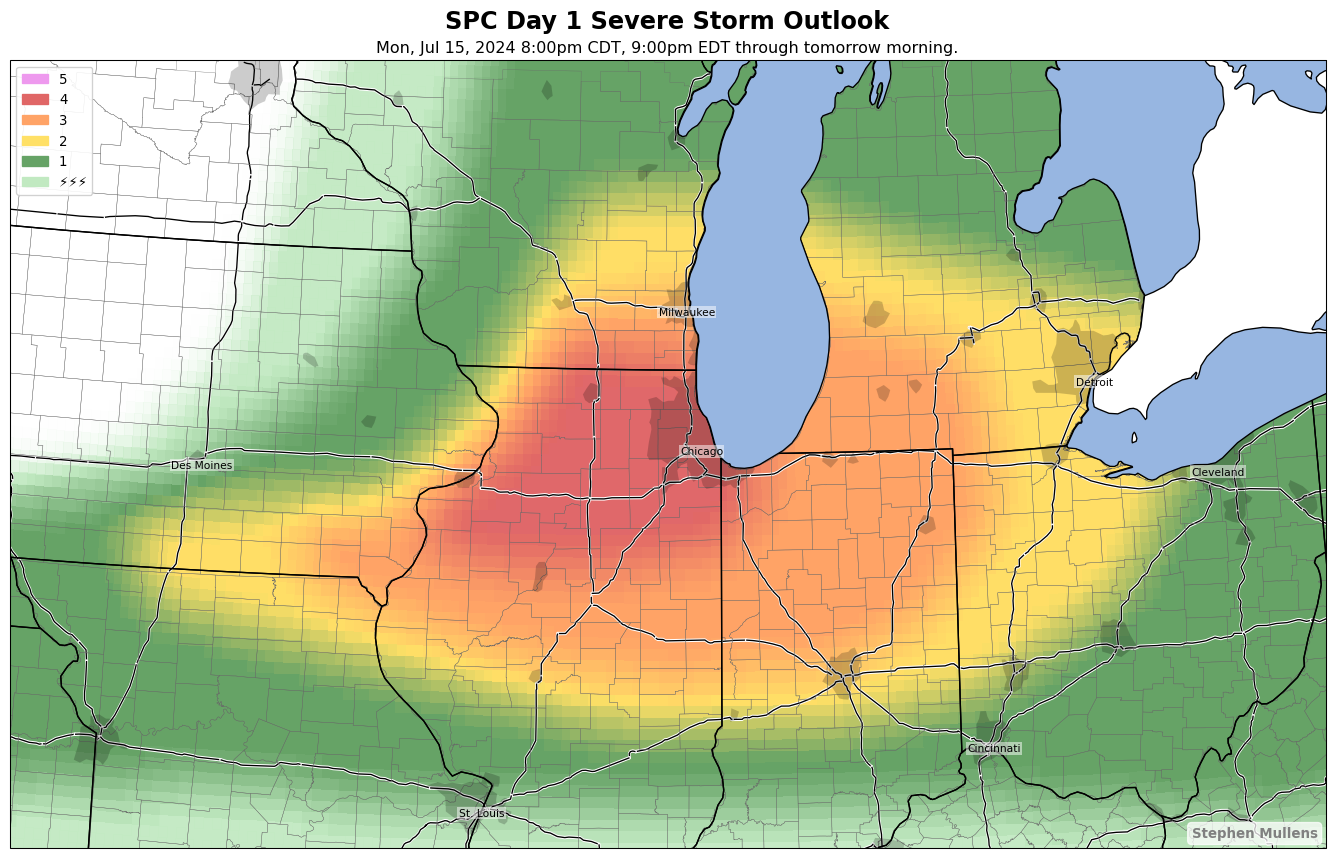 SPC Day 1 Severe Storm Outlook
Mon, Jul 15, 2024 8:00pm CDT, 9:00pm EDT through tomorrow morning.
5
4
3
2
1
⚡⚡⚡
Milwaukee
Detroit
Chicago
Des Moines
Cleveland
Cincinnati
St. Louis
Stephen Mullens